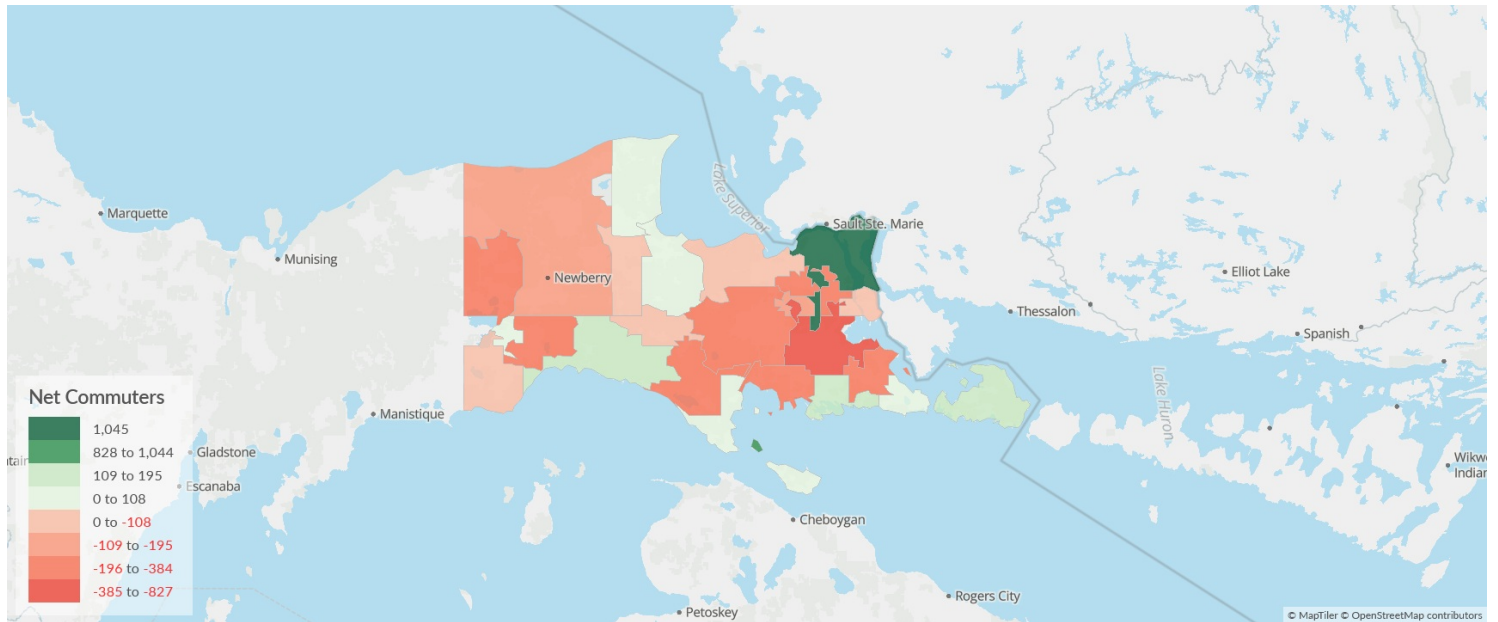 Marquette
Munising
Newberry
Lake Superior
Sault Ste. Marie
Elliot Lake
Thessalon
Spanish
Manistique
Gladstone
Escanaba
Lake Huron
Cheboygan
Rogers City
Petoskey
Net Commuters
1,045
828 to 1,044
109 to 195
0 to 108
0 to -108
-109 to -195
-196 to -384
-385 to -827
© MapTiler © OpenStreetMap contributors